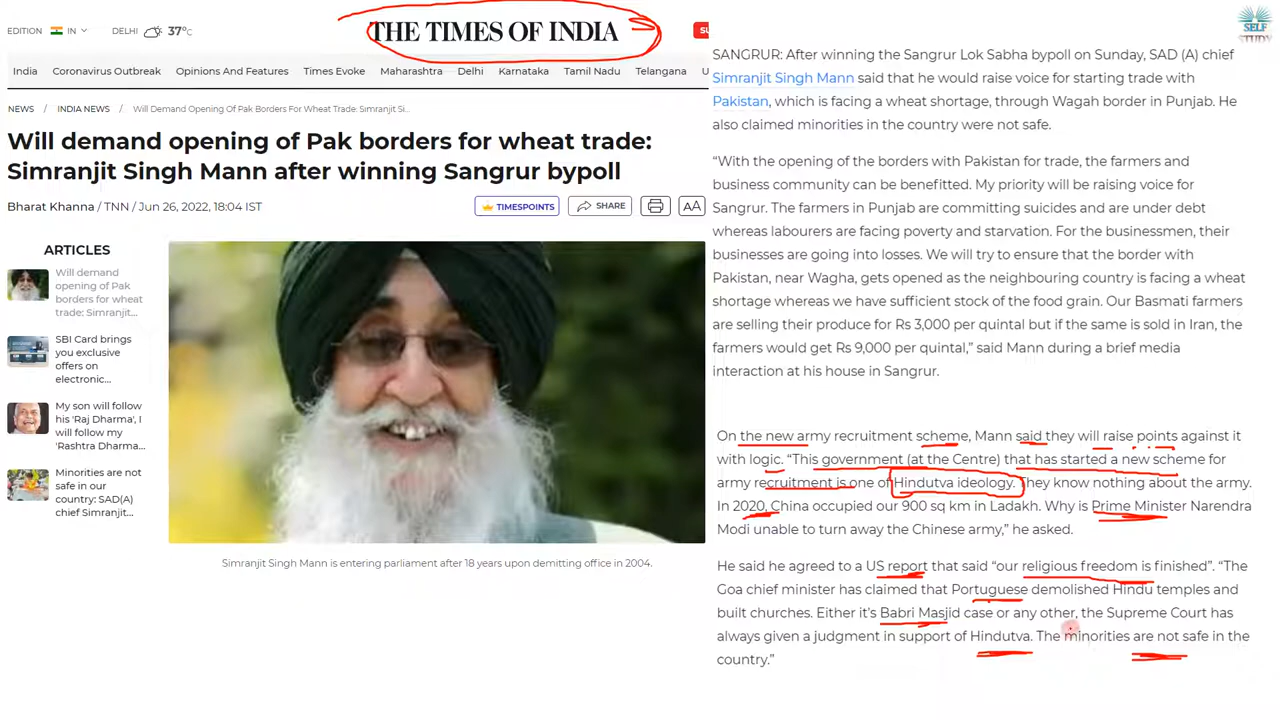 EDITION IN DELHI 37°C
THE TIMES OF INDIA
SU
India Coronavirus Outbreak Opinions And Features Times Evoke Maharashtra Delhi Karnataka Tamil Nadu Telangana U
NEWS / INDIA NEWS / Will Demand Opening Of Pak Borders For Wheat Trade: Simranjit Si...
Will demand opening of Pak borders for wheat trade:
Simranjit Singh Mann after winning Sangrur bypoll
Bharat Khanna / TNN / Jun 26, 2022, 18:04 IST
TIMESPOINTS SHARE AA
ARTICLES
Will demand
opening of Pak
borders for wheat
trade: Simranjit...
SBI Card brings
you exclusive
offers on
electronic...
My son will follow
his 'Raj Dharma', I
will follow my
'Rashtra Dharma...
Minorities are not
safe in our
country: SAD(A)
chief Simranjit...
Simranjit Singh Mann is entering parliament after 18 years upon demitting office in 2004.
SELF
STUDY
SANGRUR: After winning the Sangrur Lok Sabha bypoll on Sunday, SAD (A) chief
Simranjit Singh Mann said that he would raise voice for starting trade with
Pakistan, which is facing a wheat shortage, through Wagah border in Punjab. He
also claimed minorities in the country were not safe.
“With the opening of the borders with Pakistan for trade, the farmers and
business community can be benefitted. My priority will be raising voice for
Sangrur. The farmers in Punjab are committing suicides and are under debt
whereas labourers are facing poverty and starvation. For the businessmen, their
businesses are going into losses. We will try to ensure that the border with
Pakistan, near Wagha, gets opened as the neighbouring country is facing a wheat
shortage whereas we have sufficient stock of the food grain. Our Basmati farmers
are selling their produce for Rs 3,000 per quintal but if the same is sold in Iran, the
farmers would get Rs 9,000 per quintal,” said Mann during a brief media
interaction at his house in Sangrur.
On the new army recruitment scheme, Mann said they will raise points against it
with logic. “This government (at the Centre) that has started a new scheme for
army recruitment is one of Hindutva ideology. They know nothing about the army.
In 2020, China occupied our 900 sq km in Ladakh. Why is Prime Minister Narendra
Modi unable to turn away the Chinese army,” he asked.
He said he agreed to a US report that said “our religious freedom is finished”. “The
Goa chief minister has claimed that Portuguese demolished Hindu temples and
built churches. Either it’s Babri Masjid case or any other, the Supreme Court has
always given a judgment in support of Hindutva. The minorities are not safe in the
country.”